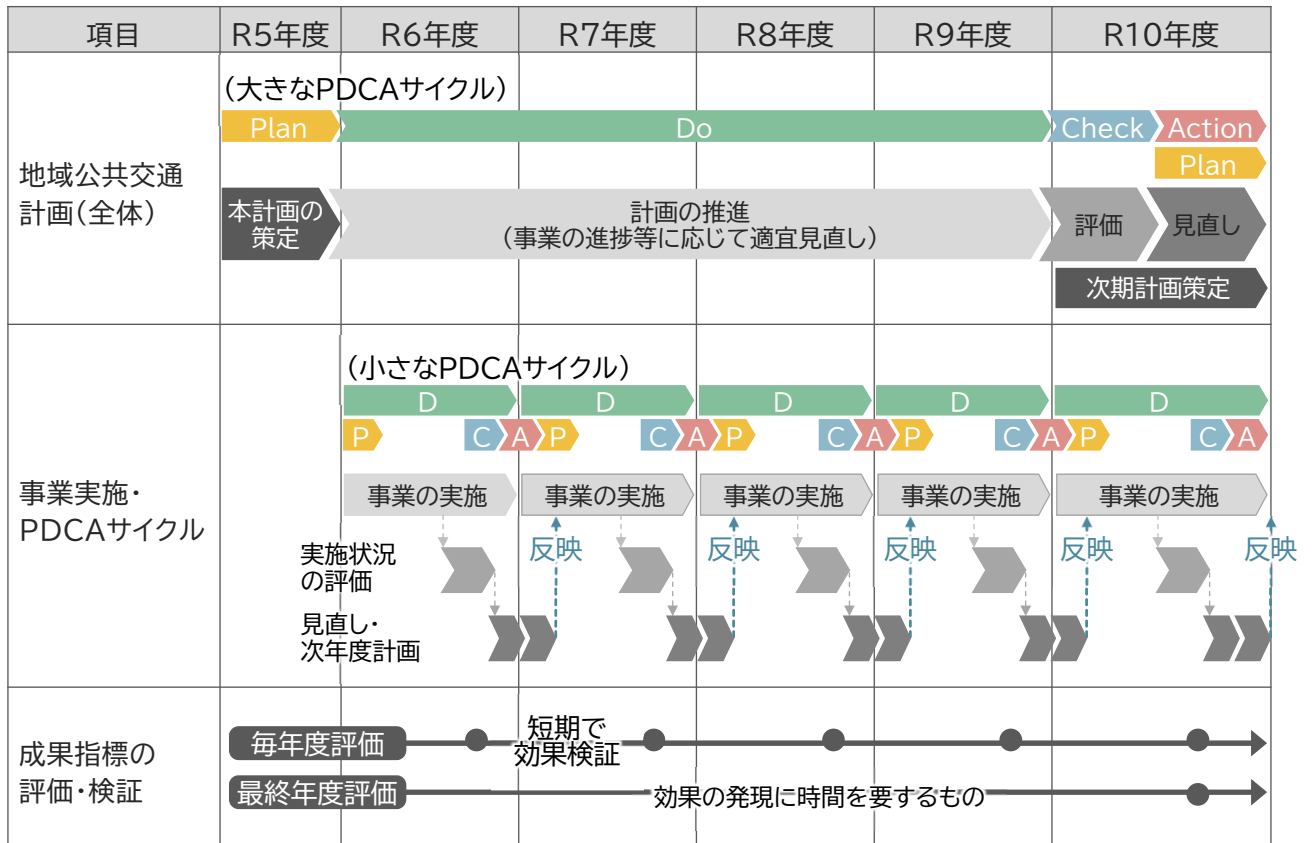 項目
R5年度
R6年度
R7年度
R8年度
R9年度
R10年度
地域公共交通
計画（全体）
（大きなPDCAサイクル）
Plan
Do
Check
Action
Plan
本計画の
策定
計画の推進
（事業の進捗等に応じて適宜見直し）
評価
見直し
次期計画策定
事業実施・
PDCAサイクル
（小さなPDCAサイクル）
D
D
D
D
D
P
C
A
P
C
A
P
C
A
P
C
A
P
C
A
事業の実施
事業の実施
事業の実施
事業の実施
事業の実施
実施状況
の評価
反映
反映
反映
反映
反映
見直し・
次年度計画
成果指標の
評価・検証
毎年度評価
短期で
効果検証
最終年度評価
効果の発現に時間を要するもの